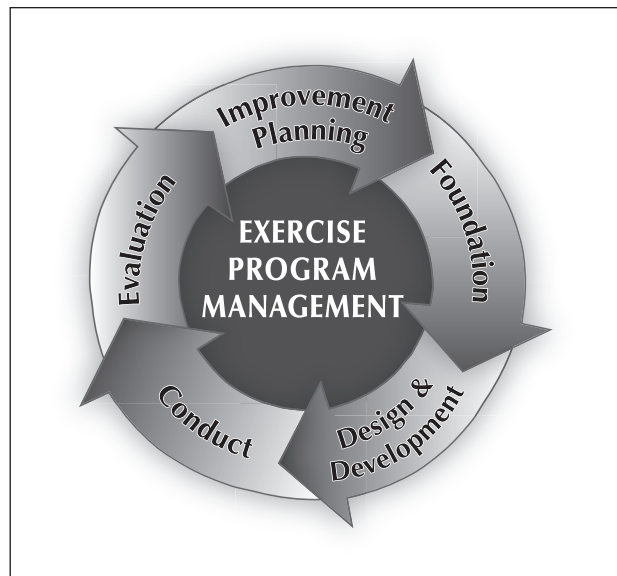 Improvement
Planning
Foundation
Design &
Development
Conduct
Evaluation
EXERCISE
PROGRAM
MANAGEMENT